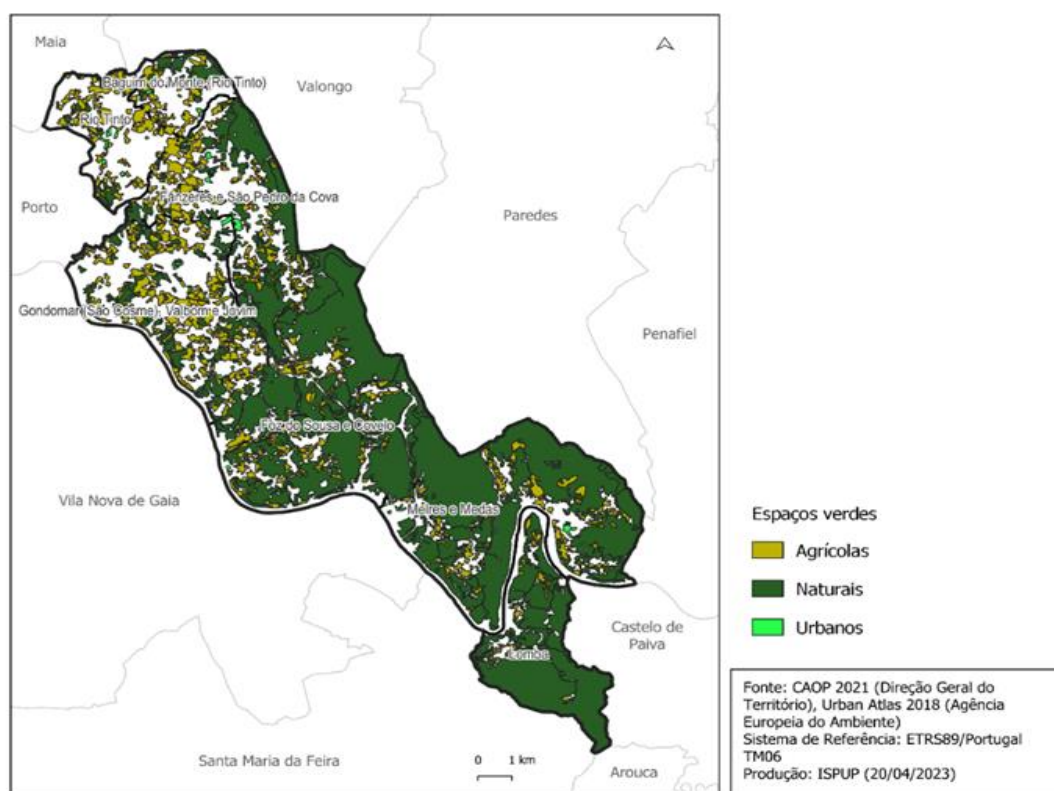 Maia
Baguim do Monte (Rio Tinto)
Valongo
Rio Tinto
Fânzeres e São Pedro da Cova
Porto
Paredes
Gondomar (São Cosme), Valbom e Jovim
Penafiel
Foz do Sousa e Covelo
Vila Nova de Gaia
Melres e Medas
Espaços verdes
Agrícolas
Naturais
Urbanos
Castelo de
Paiva
Lomba
Fonte: CAOP 2021 (Direção Geral do
Território), Urban Atlas 2018 (Agência
Europeia do Ambiente)
Sistema de Referência: ETRS89/Portugal
TM06
Produção: ISPUP (20/04/2023)
Santa Maria da Feira
0 1 km
Arouca